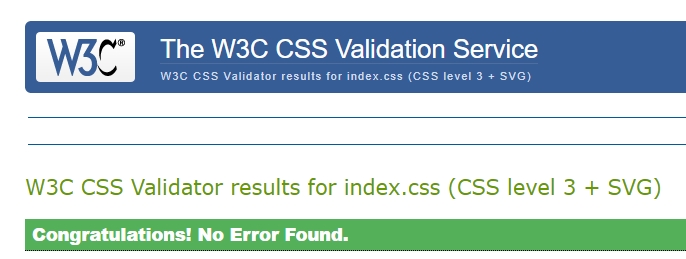 W3C®
The W3C CSS Validation Service
W3C CSS Validator results for index.css (CSS level 3 + SVG)
W3C CSS Validator results for index.css (CSS level 3 + SVG)
Congratulations! No Error Found.